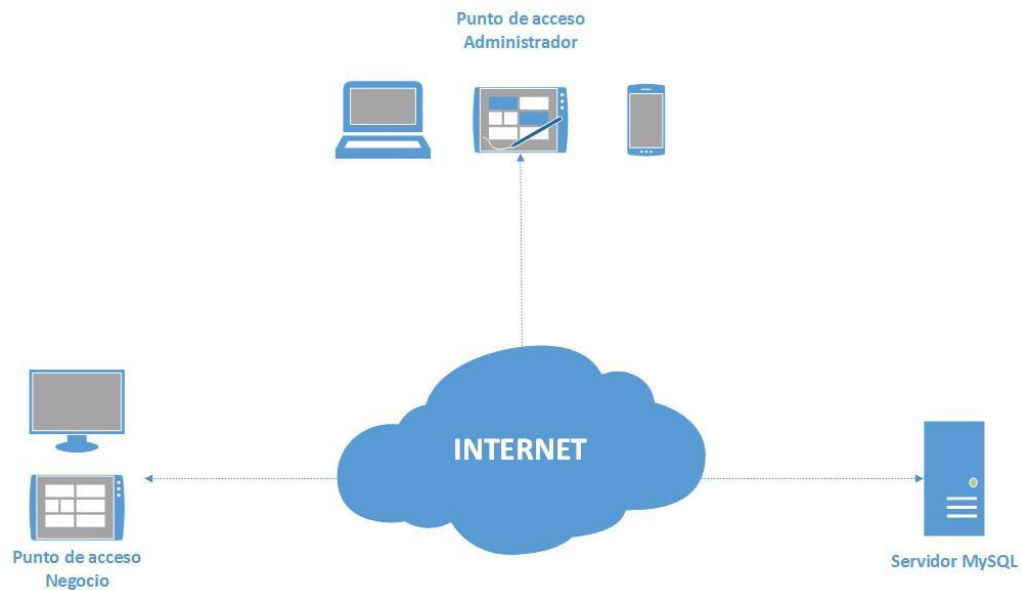 Punto de acceso
Administrador
INTERNET
Punto de acceso
Negocio
Servidor MySQL